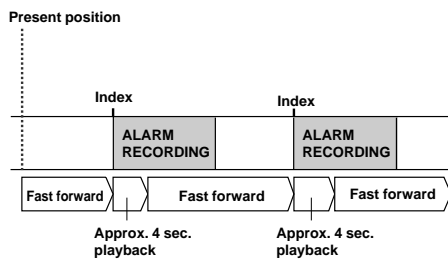 Present position
Index
Index
ALARM
RECORDING
ALARM
RECORDING
Fast forward
Fast forward
Fast forward
Approx. 4 sec.
playback
Approx. 4 sec.
playback